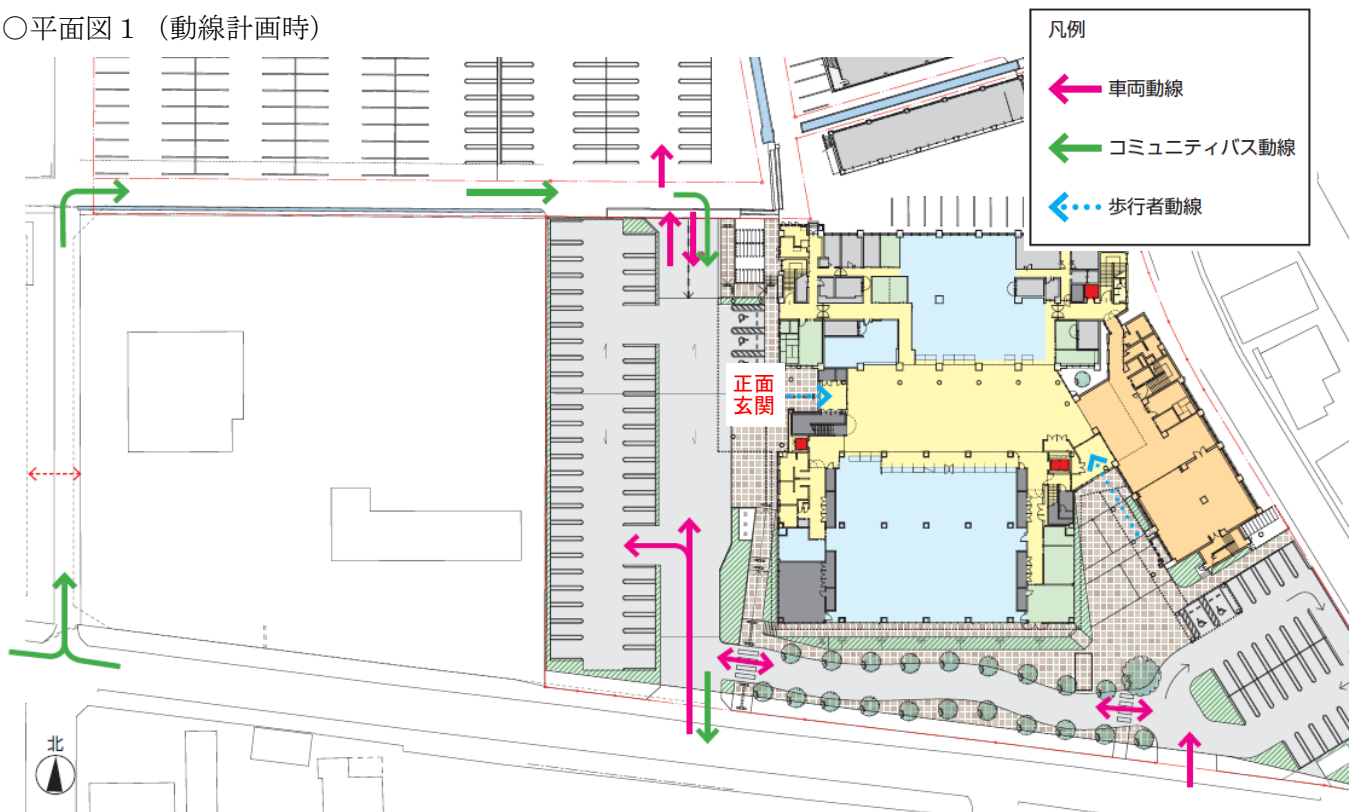 ○平面図1 （動線計画時）
凡例
車両動線
コミュニティバス動線
歩行者動線
正面
玄関
北